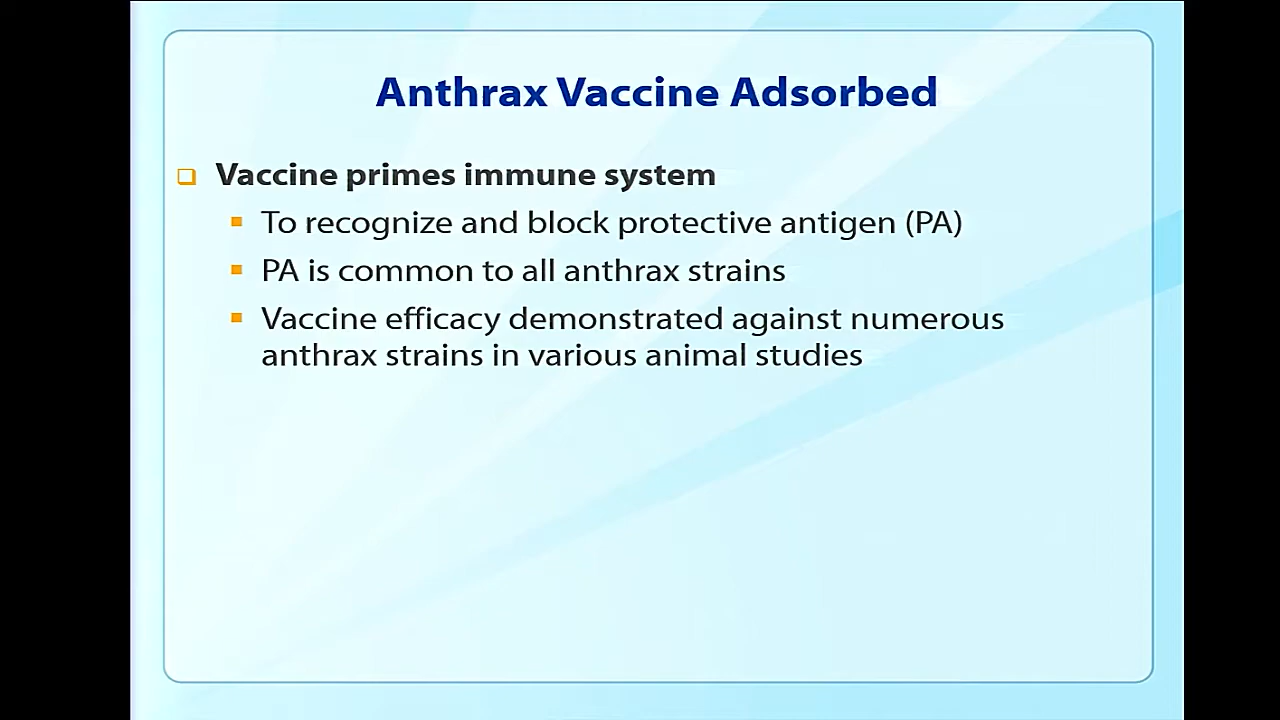 Anthrax Vaccine Adsorbed
Vaccine primes immune system
To recognize and block protective antigen (PA)
PA is common to all anthrax strains
Vaccine efficacy demonstrated against numerous
anthrax strains in various animal studies